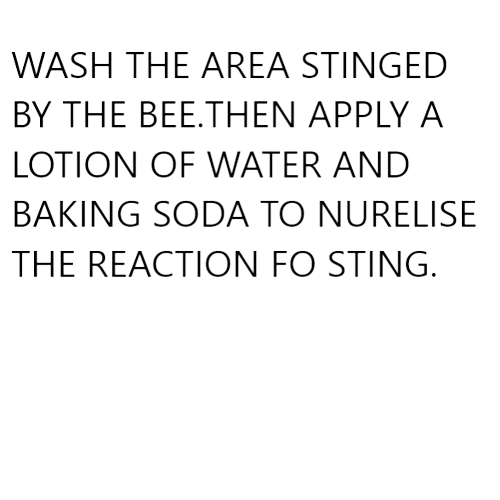 WASH THE AREA STINGED
BY THE BEE.THEN APPLY A
LOTION OF WATER AND
BAKING SODA TO NURELISE
THE REACTION FO STING.